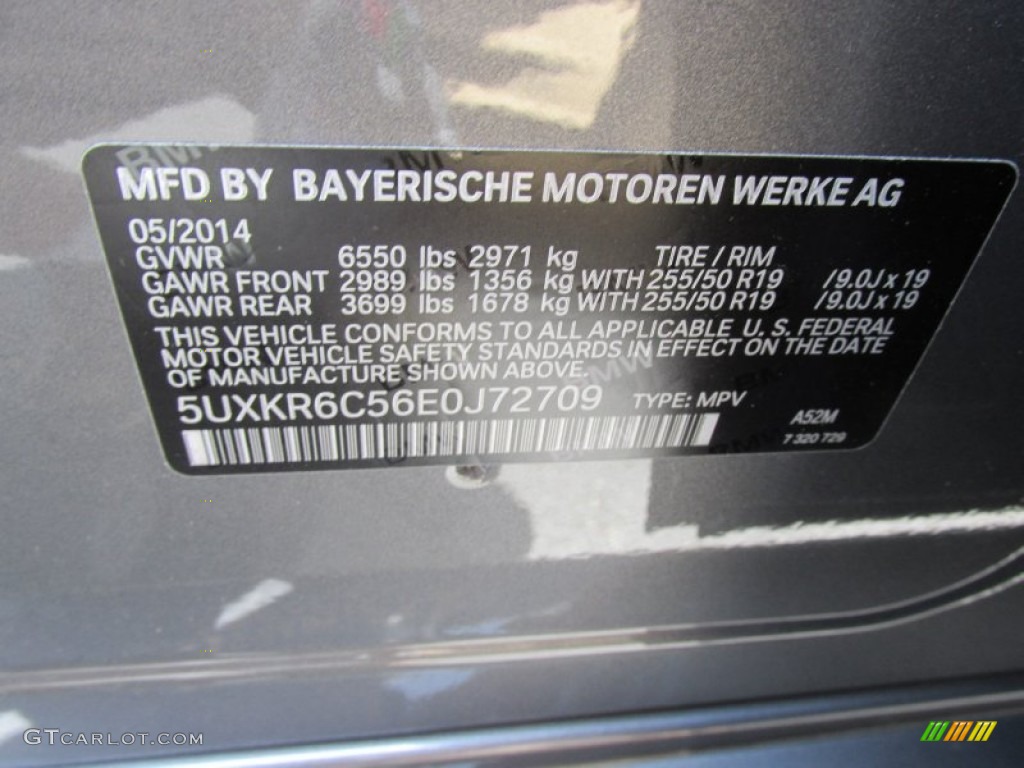 MFD BY BAYERISCHE MOTOREN WERKE AG
05/2014
GVWR 6550 lbs 2971 kg TIRE / RIM
GAWR FRONT 2989 lbs 1356 kg WITH 255/50 R19 /9.0J x 19
GAWR REAR 3699 lbs 1678 kg WITH 255/50 R19 /9.0J x 19
THIS VEHICLE CONFORMS TO ALL APPLICABLE U. S. FEDERAL
MOTOR VEHICLE SAFETY STANDARDS IN EFFECT ON THE DATE
OF MANUFACTURE SHOWN ABOVE.
5UXKR6C56E0J72709 TYPE: MPV
A52M
7 320 729
GTCARLOT.COM